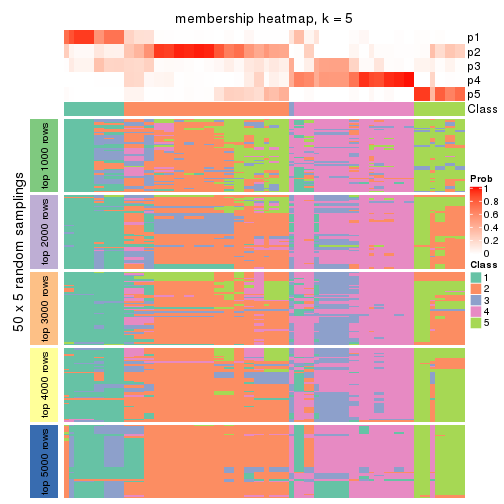 membership heatmap, k = 5
p1
p2
p3
p4
p5
Class
50 x 5 random samplings
top 1000 rows
top 2000 rows
top 3000 rows
top 4000 rows
top 5000 rows
Prob
1
0.8
0.6
0.4
0.2
0
Class
1
2
3
4
5